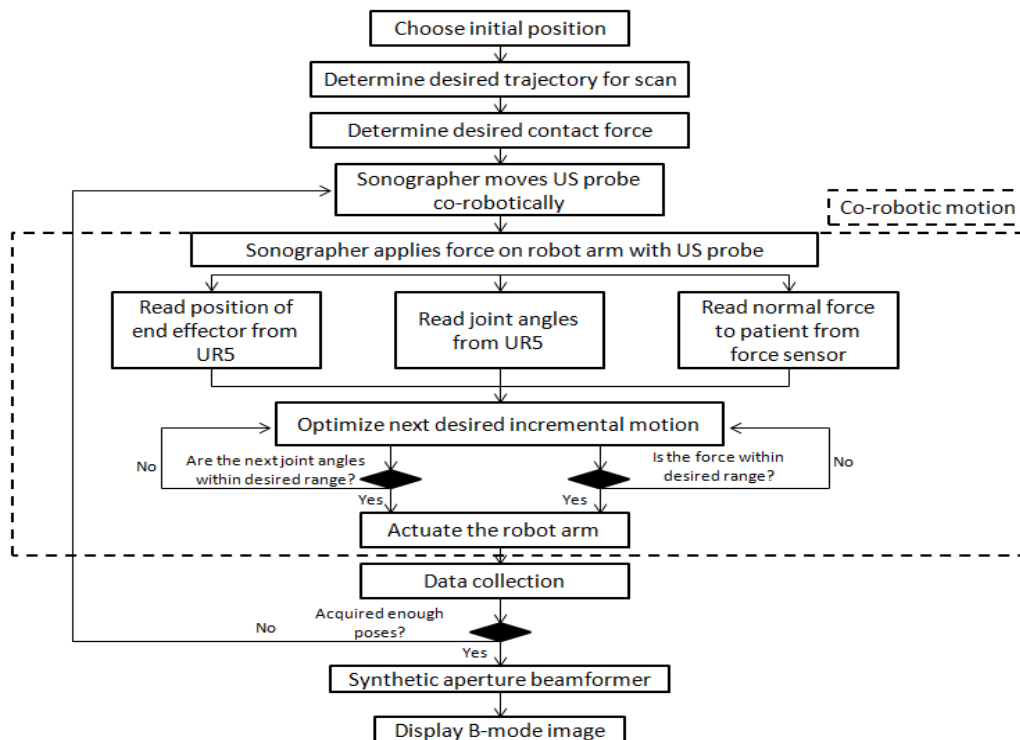 Choose initial position
Determine desired trajectory for scan
Determine desired contact force
Sonographer moves US probe
co-robotically
Co-robotic motion
Sonographer applies force on robot arm with US probe
Read position of
end effector from
UR5
Read joint angles
from UR5
Read normal force
to patient from
force sensor
Optimize next desired incremental motion
No
Are the next joint angles
within desired range?
Yes
Is the force within
desired range?
No
Yes
Actuate the robot arm
Data collection
Acquired enough
poses?
No
Yes
Synthetic aperture beamformer
Display B-mode image